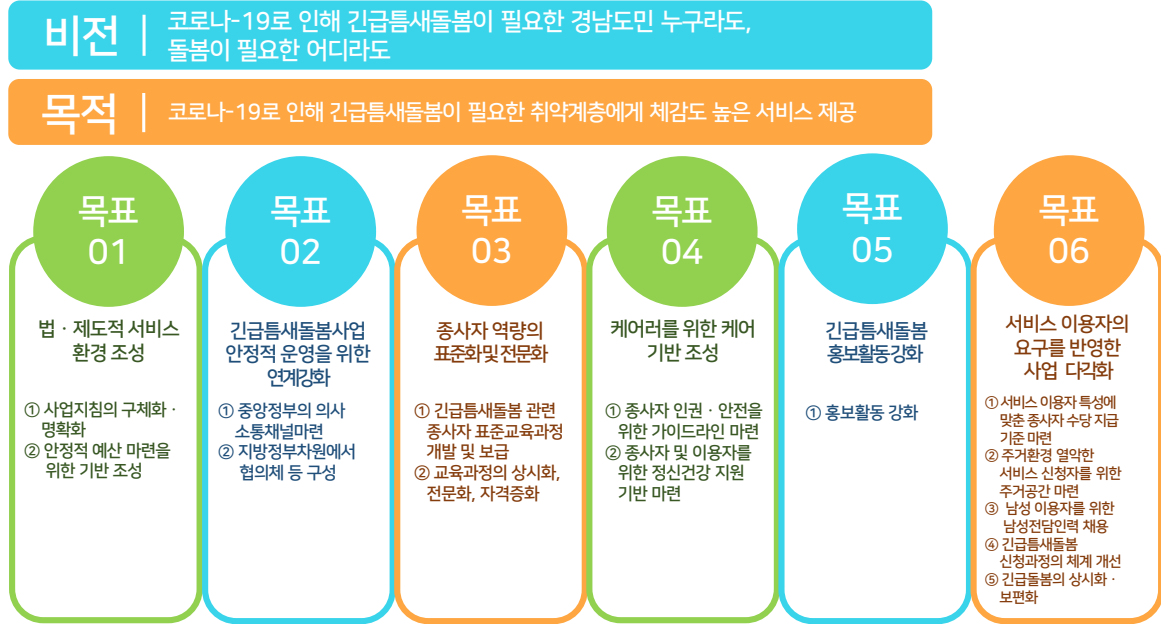 비전
코로나-19로 인해 긴급틈새돌봄이 필요한 경남도민 누구라도,
돌봄이 필요한 어디라도
목적
코로나-19로 인해 긴급틈새돌봄이 필요한 취약계층에게 체감도 높은 서비스 제공
목표
01
법 · 제도적 서비스
환경 조성
① 사업지침의 구체화 ·
명확화
② 안정적 예산 마련을
위한 기반 조성
목표
02
긴급틈새돌봄사업
안정적 운영을 위한
연계강화
① 중앙정부의 의사
소통채널마련
② 지방정부차원에서
협의체 등 구성
목표
03
종사자 역량의
표준화및전문화
① 긴급틈새돌봄 관련
종사자 표준교육과정
개발 및 보급
② 교육과정의 상시화,
전문화, 자격증화
목표
04
케어러를 위한 케어
기반 조성
① 종사자 인권 · 안전을
위한 가이드라인 마련
② 종사자 및 이용자를
위한 정신건강 지원
기반 마련
목표
05
긴급틈새돌봄
홍보활동강화
① 홍보활동 강화
목표
06
서비스 이용자의
요구를 반영한
사업 다각화
① 서비스 이용자 특성에
맞춘 종사자 수당 지급
기준 마련
② 주거환경 열악한
서비스 신청자를 위한
주거공간 마련
③ 남성 이용자를 위한
남성전담인력 채용
④ 긴급틈새돌봄
신청과정의 체계 개선
⑤ 긴급돌봄의 상시화 ·
보편화